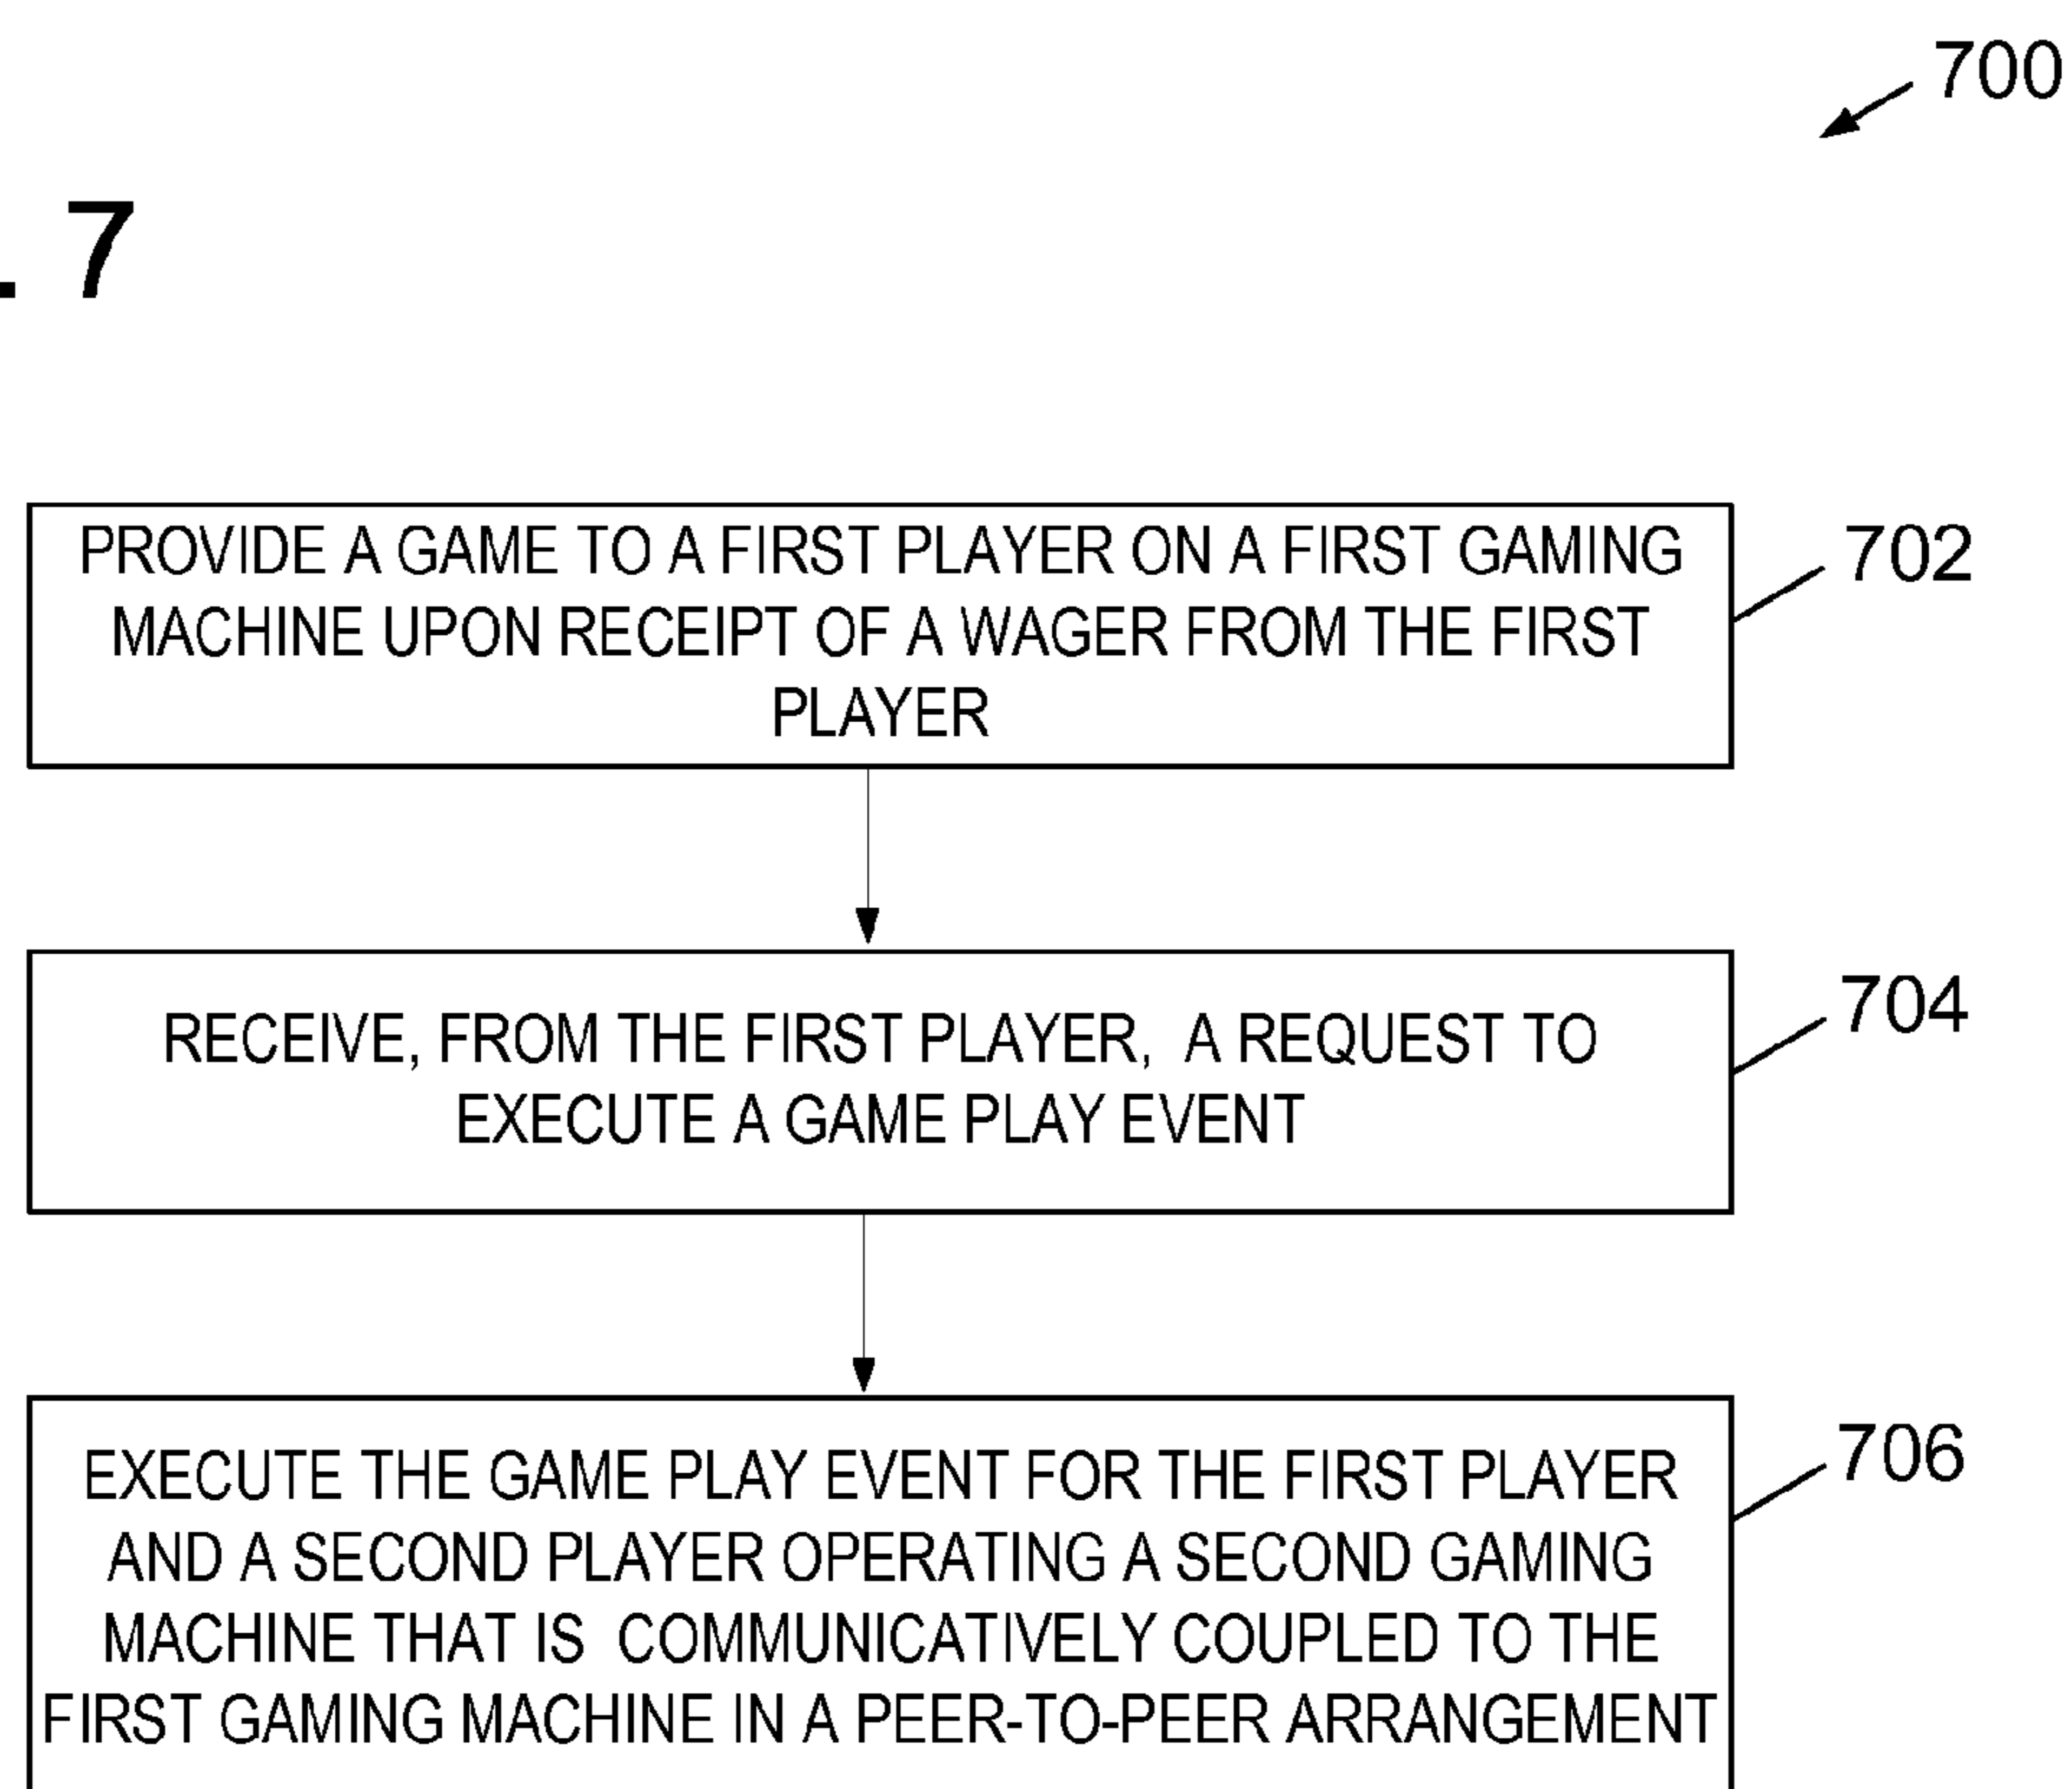 700
. 7
PROVIDE A GAME TO A FIRST PLAYER ON A FIRST GAMING
MACHINE UPON RECEIPT OF A WAGER FROM THE FIRST
PLAYER
702
RECEIVE, FROM THE FIRST PLAYER, A REQUEST TO
EXECUTE A GAME PLAY EVENT
704
EXECUTE THE GAME PLAY EVENT FOR THE FIRST PLAYER
AND A SECOND PLAYER OPERATING A SECOND GAMING
MACHINE THAT IS COMMUNICATIVELY COUPLED TO THE
FIRST GAMING MACHINE IN A PEER-TO-PEER ARRANGEMENT
706